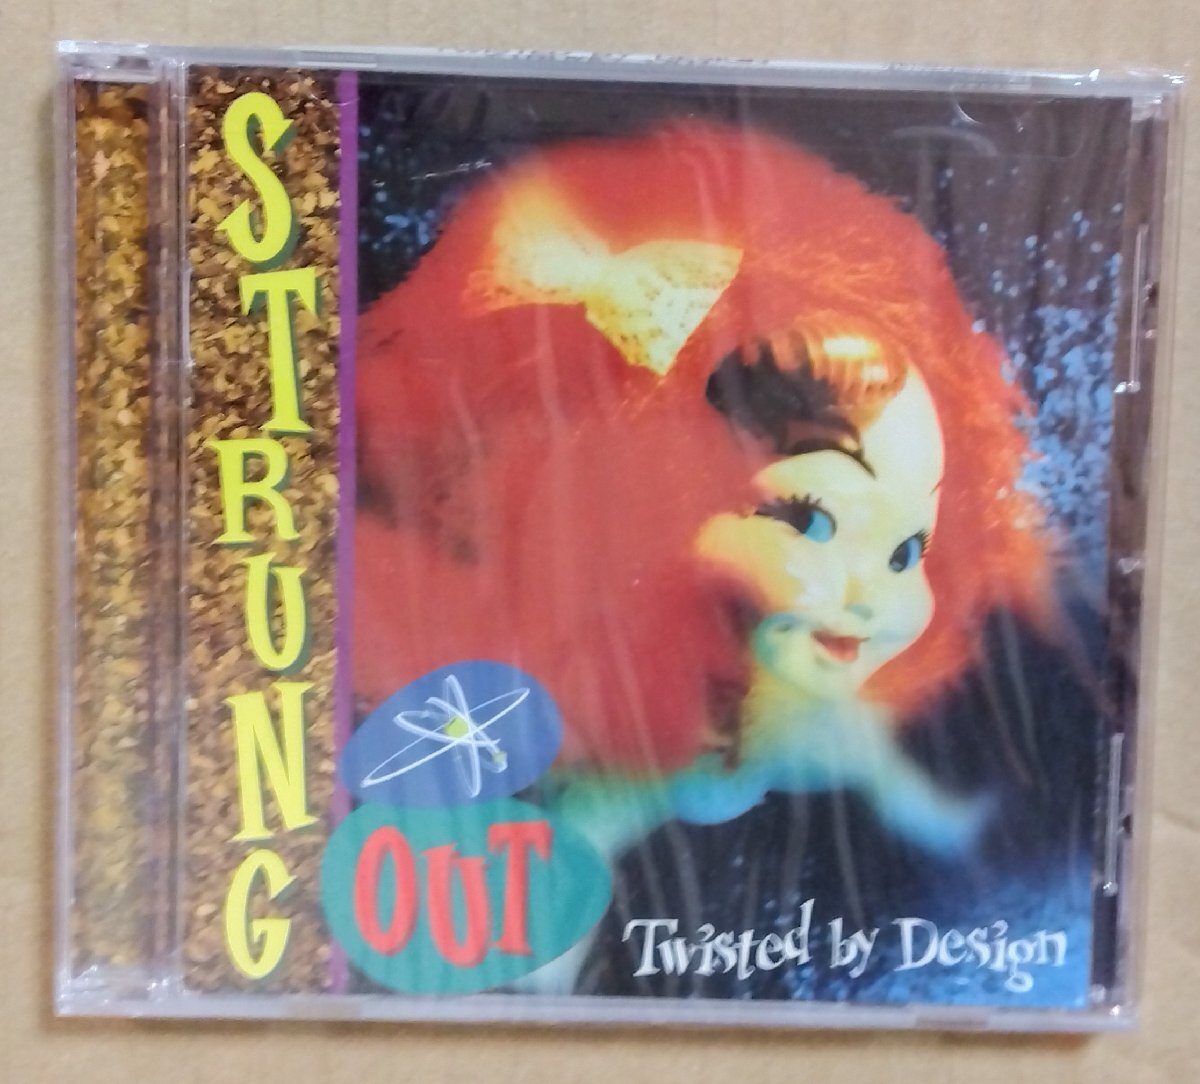 STRUNG
OUT
Twisted by Design